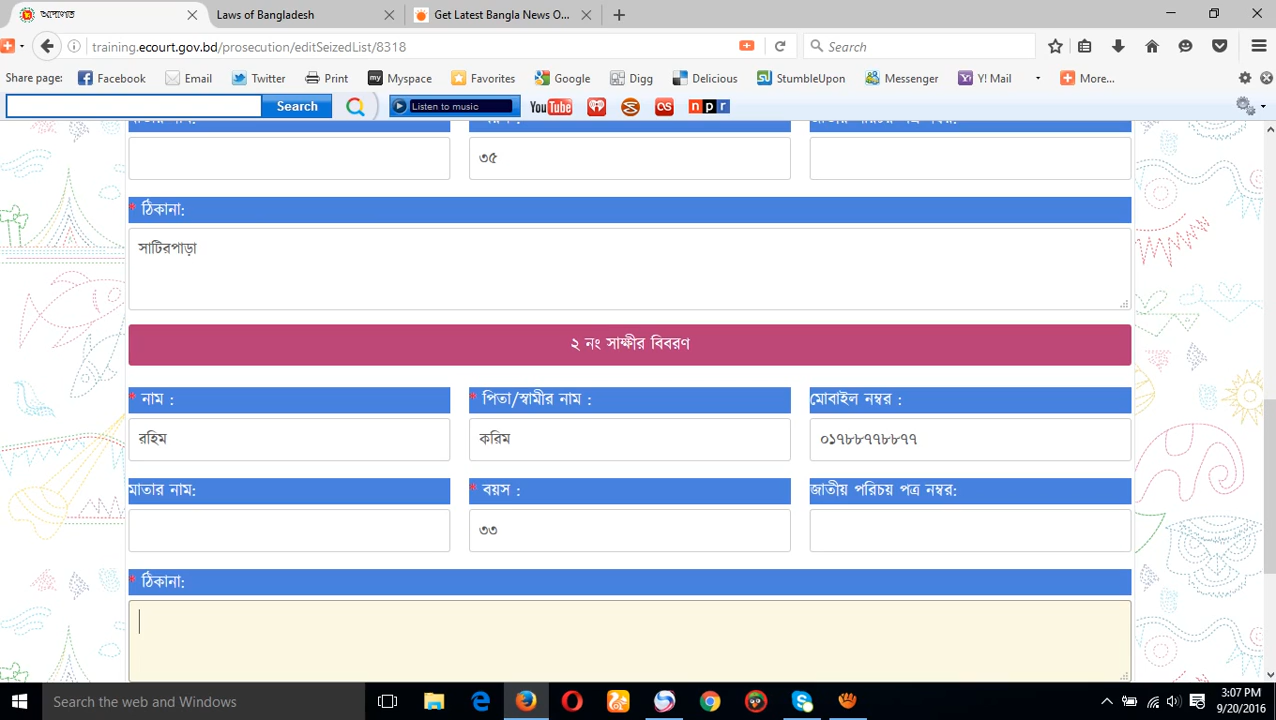 আদালত
Laws of Bangladesh
Get Latest Bangla News O...
training.ecourt.gov.bd/prosecution/editSeizedList/8318
Search
Share page:
Facebook
Email
Twitter
Print
my Myspace
Favorites
Google
Digg
Delicious
StumbleUpon
Messenger
Y! Mail
More...
Search
Listen to music
YouTube
npr
৩৫
* ঠিকানা:
সাটিরপাড়া
২ নং সাক্ষীর বিবরণ
* নাম :
* পিতা/স্বামীর নাম :
মোবাইল নম্বর :
রহিম
করিম
০১৭৮৮৭৭৮৮৭৭
মাতার নাম:
* বয়স :
জাতীয় পরিচয় পত্র নম্বর:
৩৩
* ঠিকানা:
Search the web and Windows
3:07 PM
9/20/2016